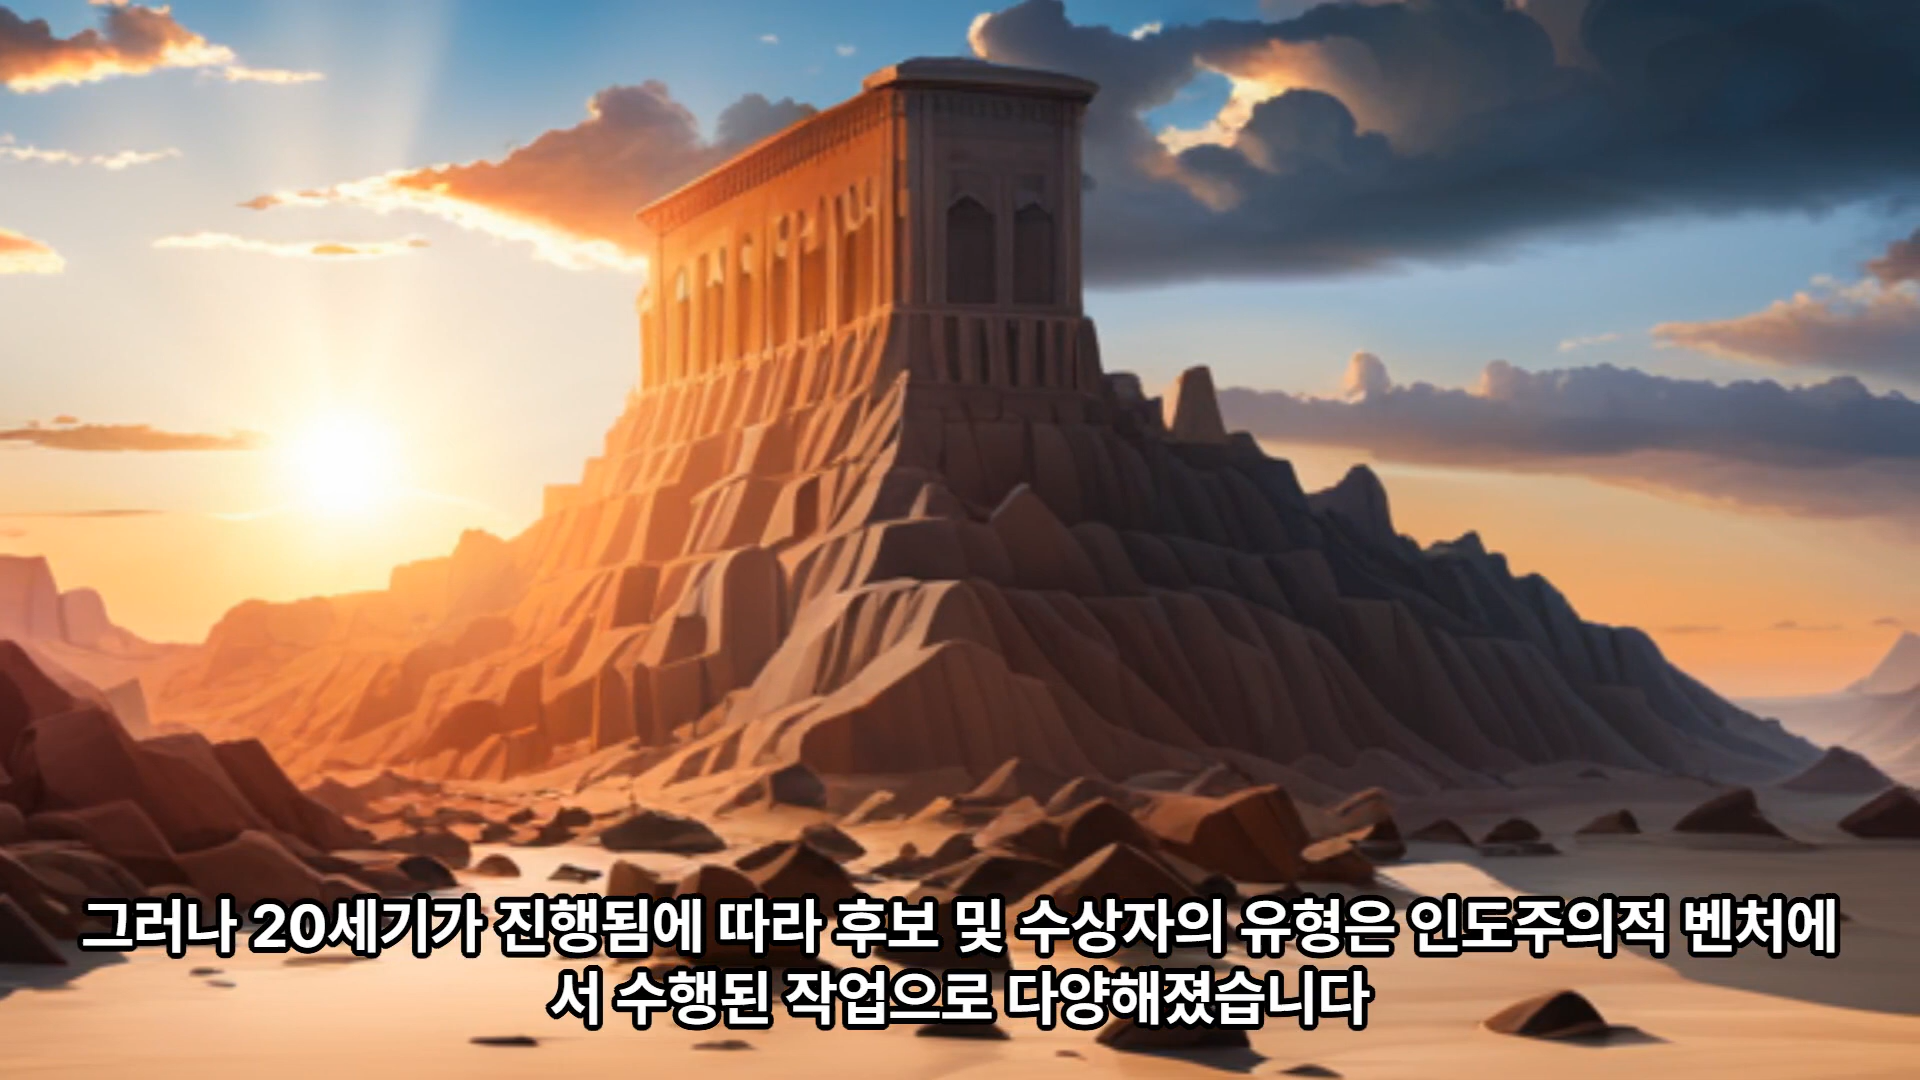 그러나 20세기가 진행됨에 따라 후보 및 수상자의 유형은 인도주의적 벤처에
서 수행된 작업으로 다양해졌습니다